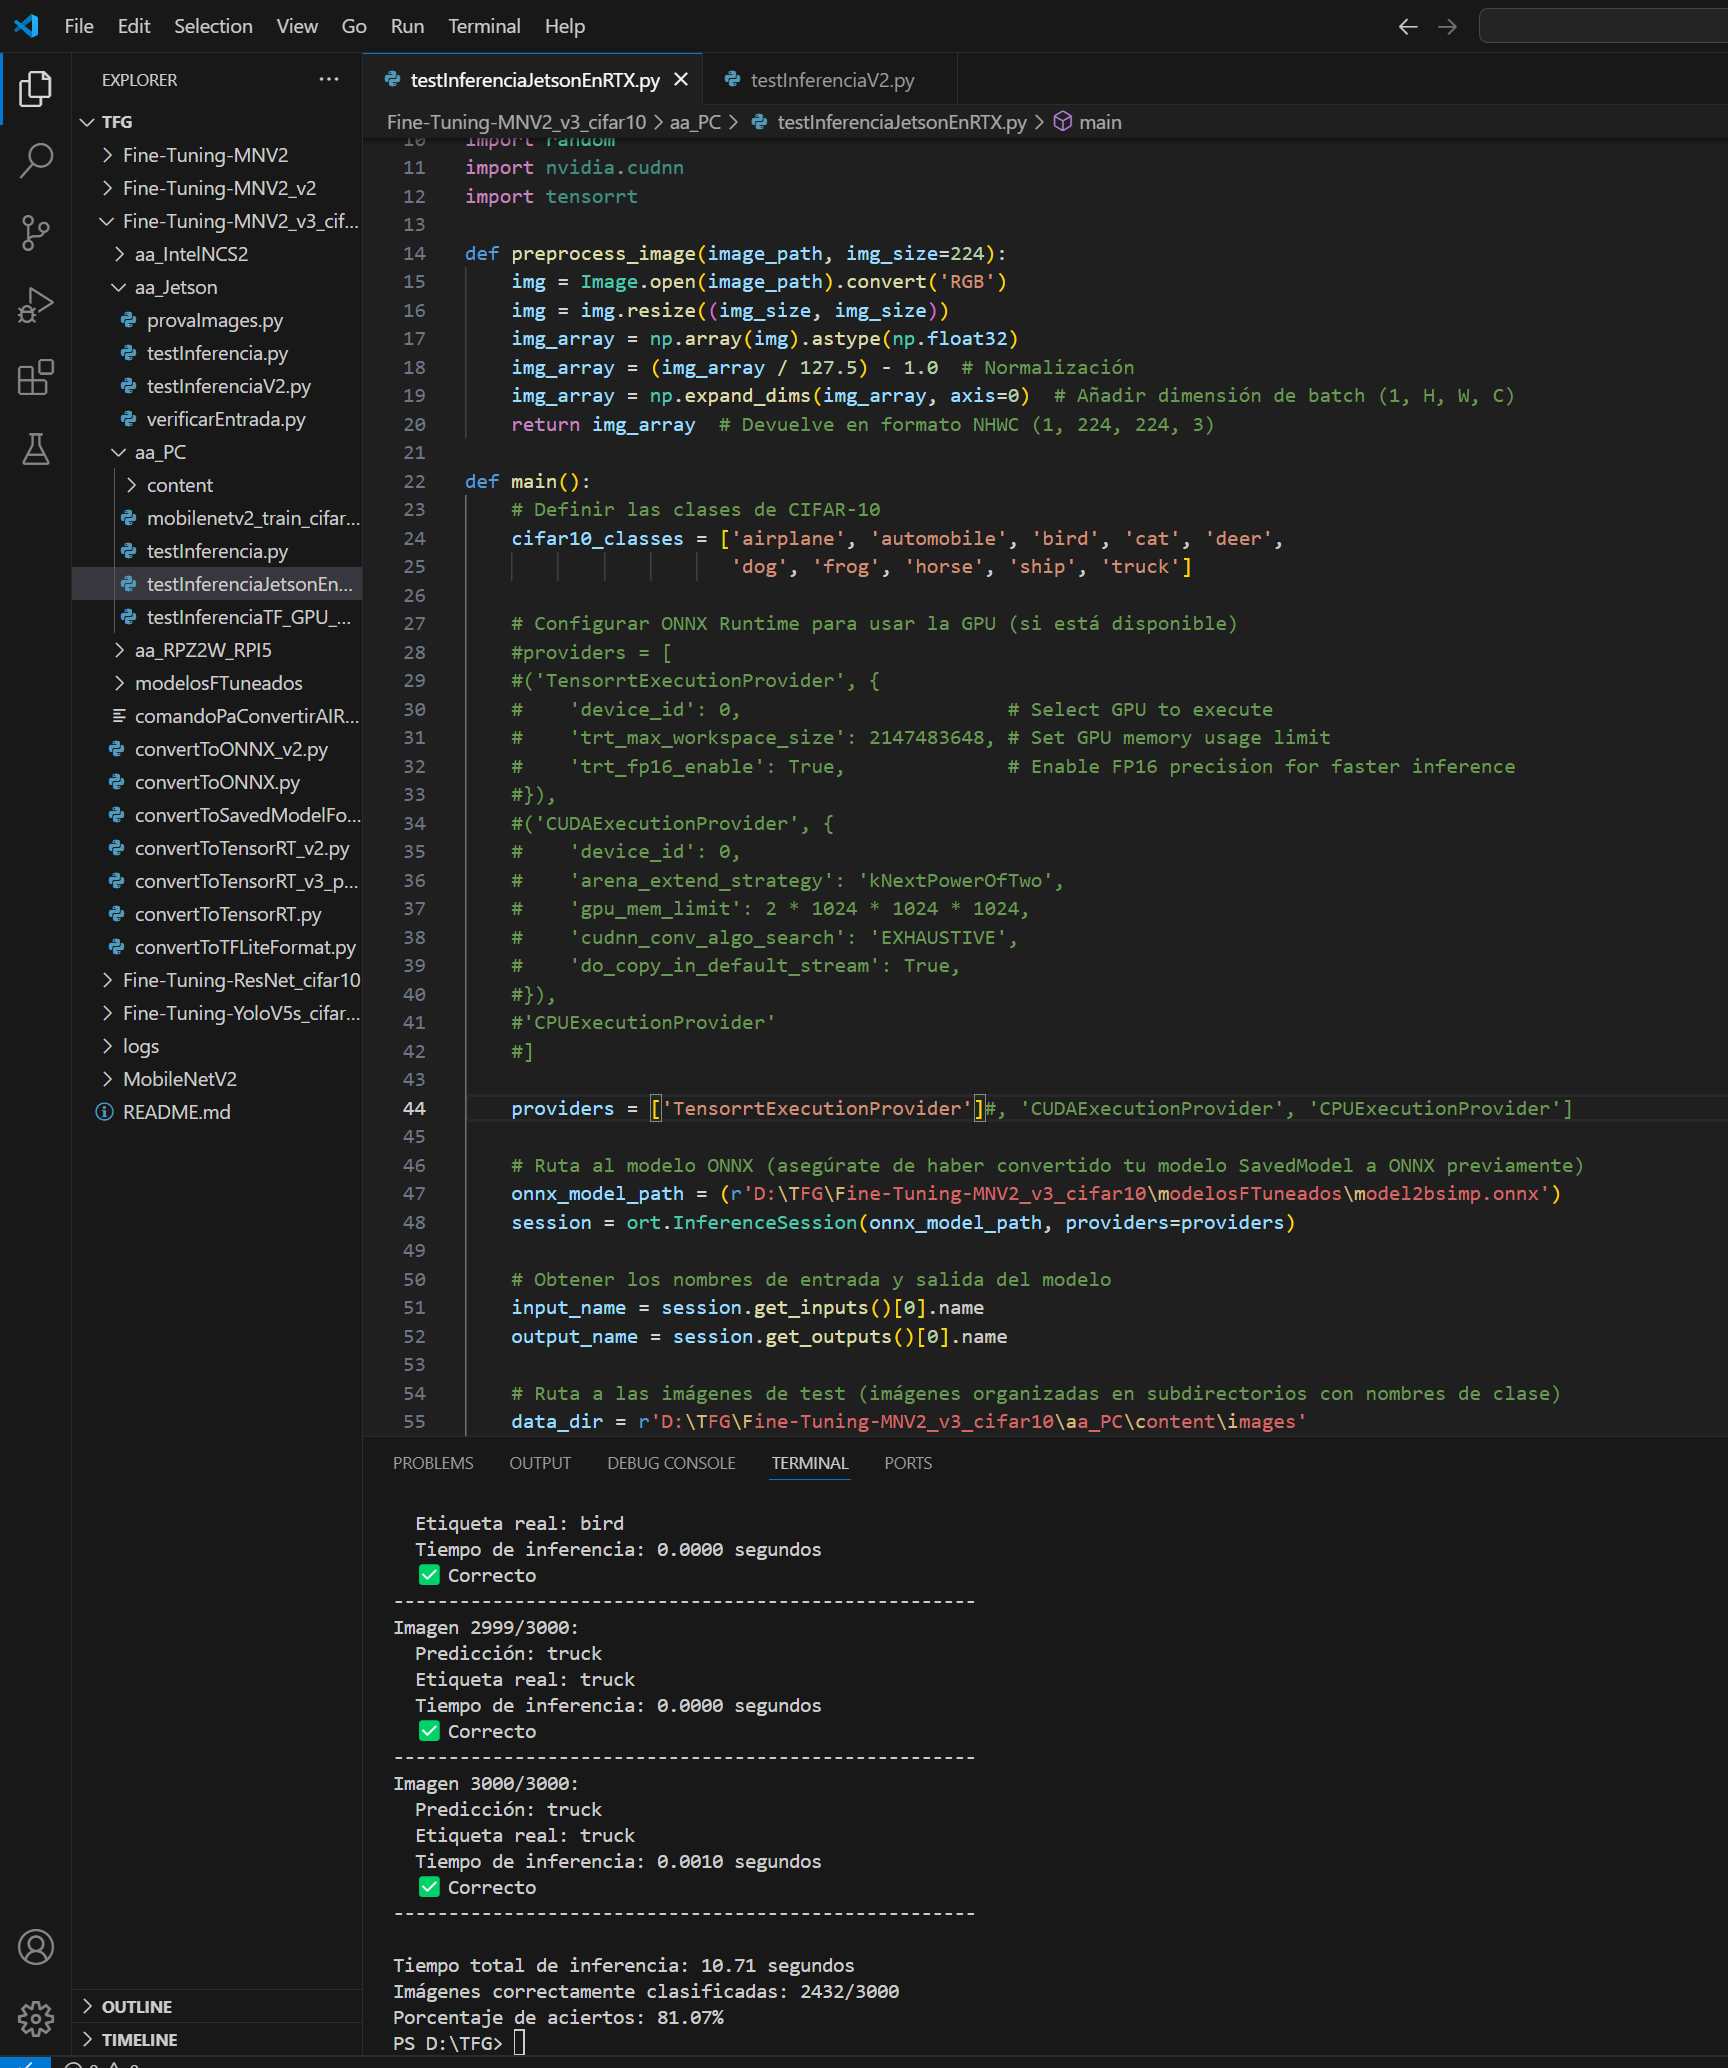 File Edit Selection View Go Run Terminal Help
EXPLORER
TFG
Fine-Tuning-MNV2
Fine-Tuning-MNV2_v2
Fine-Tuning-MNV2_v3_cif...
aa_IntelNCS2
aa_Jetson
provaImages.py
testInferencia.py
testInferenciaV2.py
verificarEntrada.py
aa_PC
content
mobilenetv2_train_cifar...
testInferencia.py
testInferenciaJetsonEn...
testInferenciaTF_GPU_...
aa_RPZ2W_RPI5
modelosFTuneados
comandoPaConvertirAIR...
convertToONNX_v2.py
convertToONNX.py
convertToSavedModelFo...
convertToTensorRT_v2.py
convertToTensorRT_v3_p...
convertToTensorRT.py
convertToTFLiteFormat.py
Fine-Tuning-ResNet_cifar10
Fine-Tuning-YoloV5s_cifar...
logs
MobileNetV2
README.md
OUTLINE
TIMELINE
testInferenciaJetsonEnRTX.py testInferenciaV2.py
Fine-Tuning-MNV2_v3_cifar10 > aa_PC > testInferenciaJetsonEnRTX.py > main
10 import random
11 import nvidia.cudnn
12 import tensorrt
13
14 def preprocess_image(image_path, img_size=224):
15 img = Image.open(image_path).convert('RGB')
16 img = img.resize((img_size, img_size))
17 img_array = np.array(img).astype(np.float32)
18 img_array = (img_array / 127.5) - 1.0 # Normalización
19 img_array = np.expand_dims(img_array, axis=0) # Añadir dimensión de batch (1, H, W, C)
20 return img_array # Devuelve en formato NHWC (1, 224, 224, 3)
21
22 def main():
23 # Definir las clases de CIFAR-10
24 cifar10_classes = ['airplane', 'automobile', 'bird', 'cat', 'deer',
25 'dog', 'frog', 'horse', 'ship', 'truck']
26
27 # Configurar ONNX Runtime para usar la GPU (si está disponible)
28 #providers = [
29 #('TensorrtExecutionProvider', {
30 # 'device_id': 0, # Select GPU to execute
31 # 'trt_max_workspace_size': 2147483648, # Set GPU memory usage limit
32 # 'trt_fp16_enable': True, # Enable FP16 precision for faster inference
33 #}),
34 #('CUDAExecutionProvider', {
35 # 'device_id': 0,
36 # 'arena_extend_strategy': 'kNextPowerOfTwo',
37 # 'gpu_mem_limit': 2 * 1024 * 1024 * 1024,
38 # 'cudnn_conv_algo_search': 'EXHAUSTIVE',
39 # 'do_copy_in_default_stream': True,
40 #}),
41 #'CPUExecutionProvider'
42 #]
43
44 providers = ['TensorrtExecutionProvider']#, 'CUDAExecutionProvider', 'CPUExecutionProvider']
45
46 # Ruta al modelo ONNX (asegúrate de haber convertido tu modelo SavedModel a ONNX previamente)
47 onnx_model_path = (r'D:\TFG\Fine-Tuning-MNV2_v3_cifar10\modelosFTuneados\model2bsimp.onnx')
48 session = ort.InferenceSession(onnx_model_path, providers=providers)
49
50 # Obtener los nombres de entrada y salida del modelo
51 input_name = session.get_inputs()[0].name
52 output_name = session.get_outputs()[0].name
53
54 # Ruta a las imágenes de test (imágenes organizadas en subdirectorios con nombres de clase)
55 data_dir = r'D:\TFG\Fine-Tuning-MNV2_v3_cifar10\aa_PC\content\images'
PROBLEMS OUTPUT DEBUG CONSOLE TERMINAL PORTS
Etiqueta real: bird
Tiempo de inferencia: 0.0000 segundos
✅ Correcto
-----------------------------------------------------
Imagen 2999/3000:
Predicción: truck
Etiqueta real: truck
Tiempo de inferencia: 0.0000 segundos
✅ Correcto
-----------------------------------------------------
Imagen 3000/3000:
Predicción: truck
Etiqueta real: truck
Tiempo de inferencia: 0.0010 segundos
✅ Correcto
-----------------------------------------------------
Tiempo total de inferencia: 10.71 segundos
Imágenes correctamente clasificadas: 2432/3000
Porcentaje de aciertos: 81.07%
PS D:\TFG>